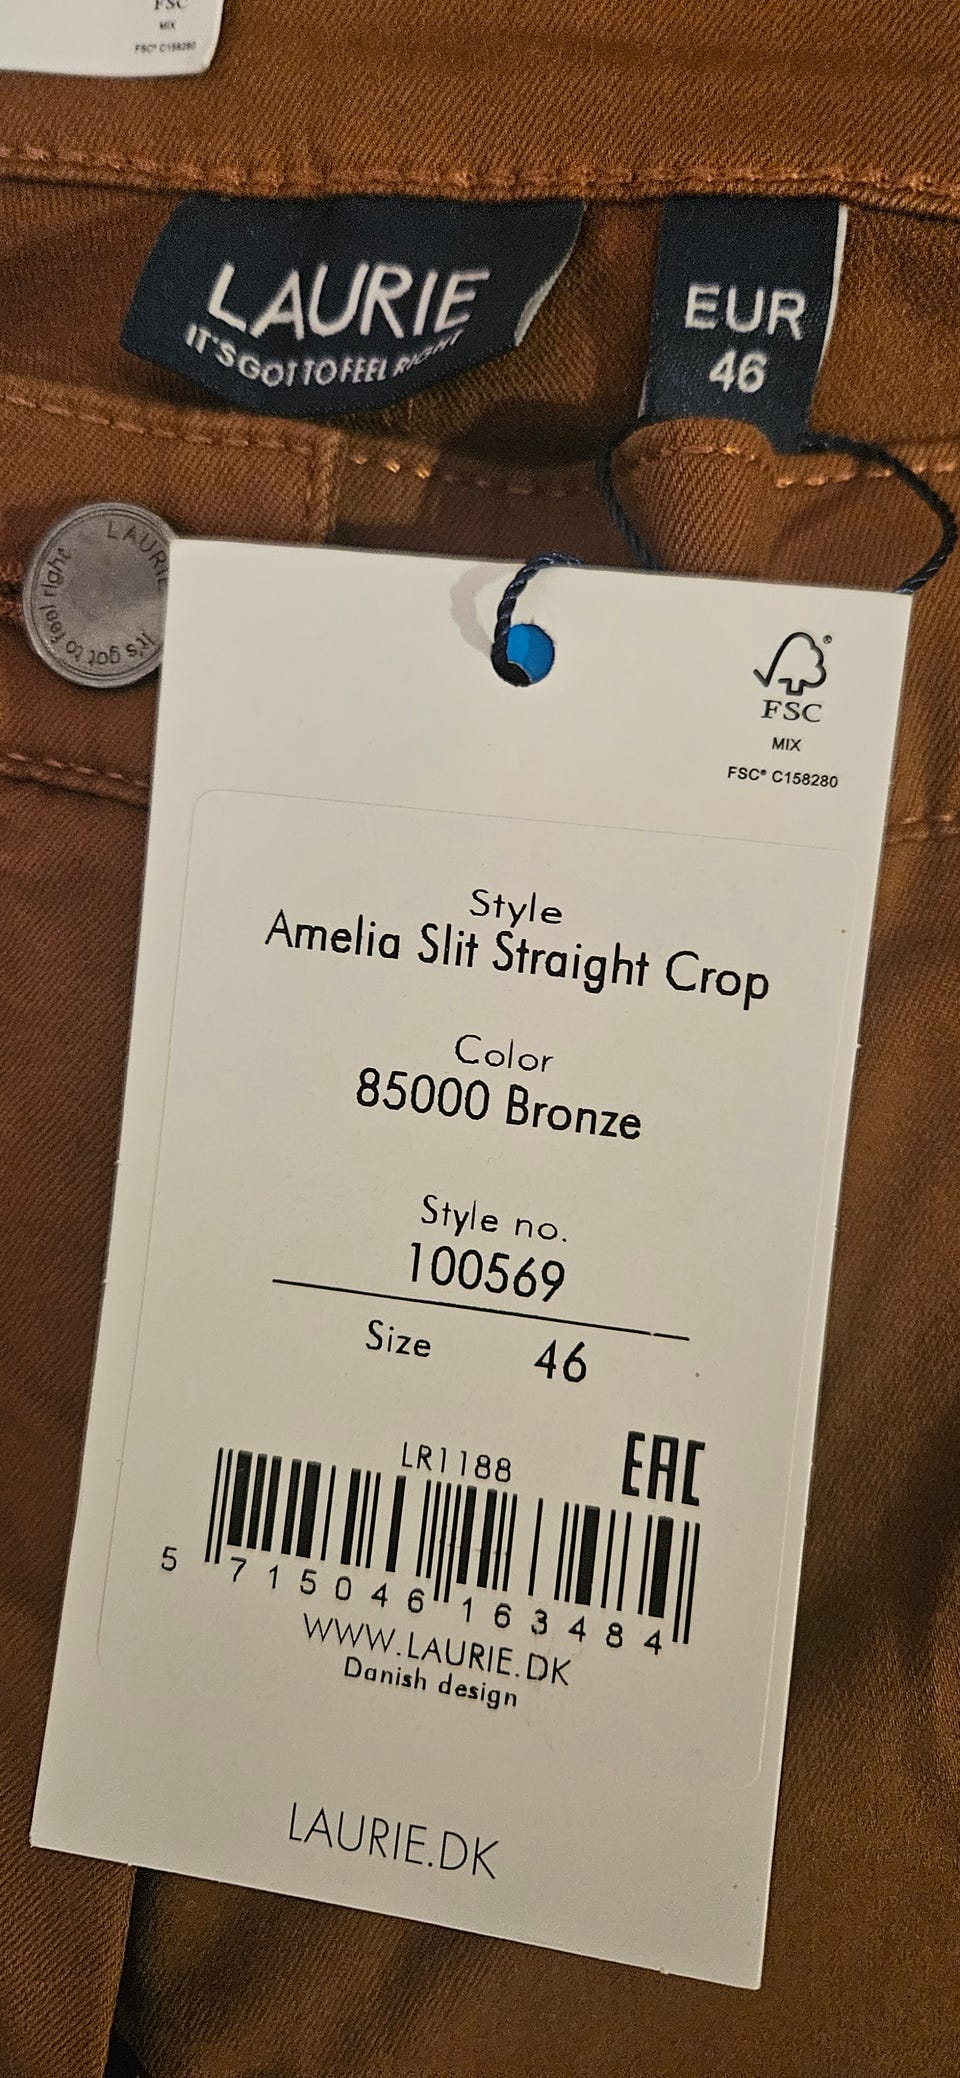 FSC
MIX
FSC® C158280
LAURIE
IT'S GOT TO FEEL RIGHT
EUR
46
LAURIE
it's got to feel right
FSC
MIX
FSC® C158280
Style
Amelia Slit Straight Crop
Color
85000 Bronze
Style no.
100569
Size 46
LR1188
EAC
5 715046 163484
WWW.LAURIE.DK
Danish design
LAURIE.DK